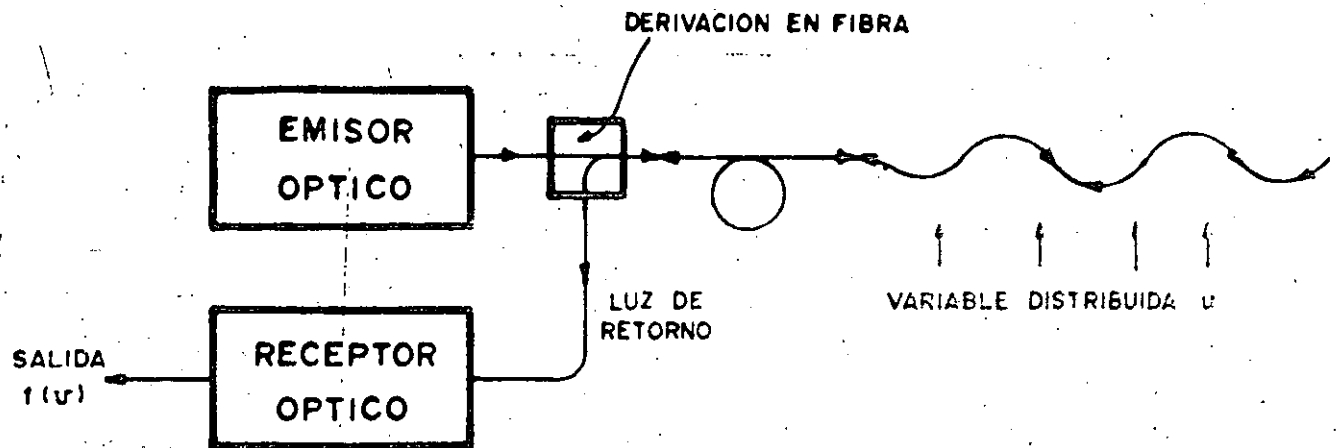 DERIVACION EN FIBRA
EMISOR
OPTICO
LUZ DE
RETORNO
VARIABLE DISTRIBUIDA u
RECEPTOR
OPTICO
SALIDA
f(u)